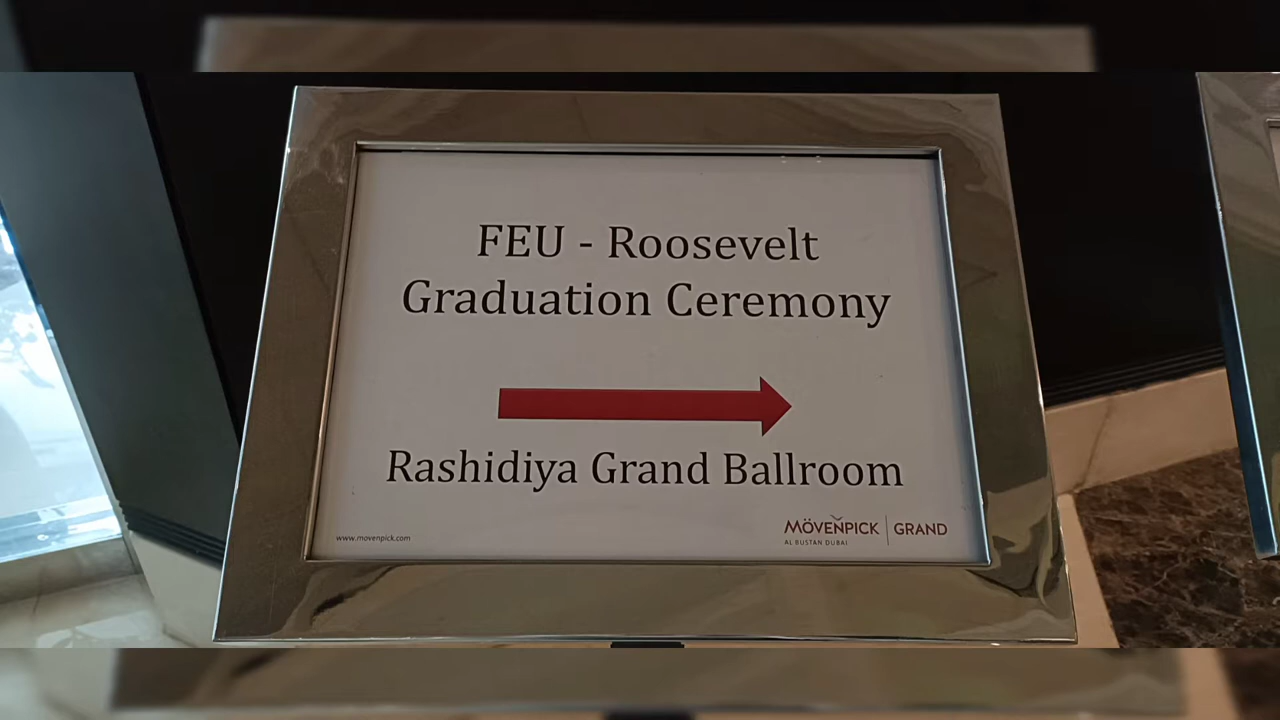 FEU - Roosevelt
Graduation Ceremony
Rashidiya Grand Ballroom
www.movenpick.com
MÖVENPICK | GRAND
AL BUSTAN DUBAI